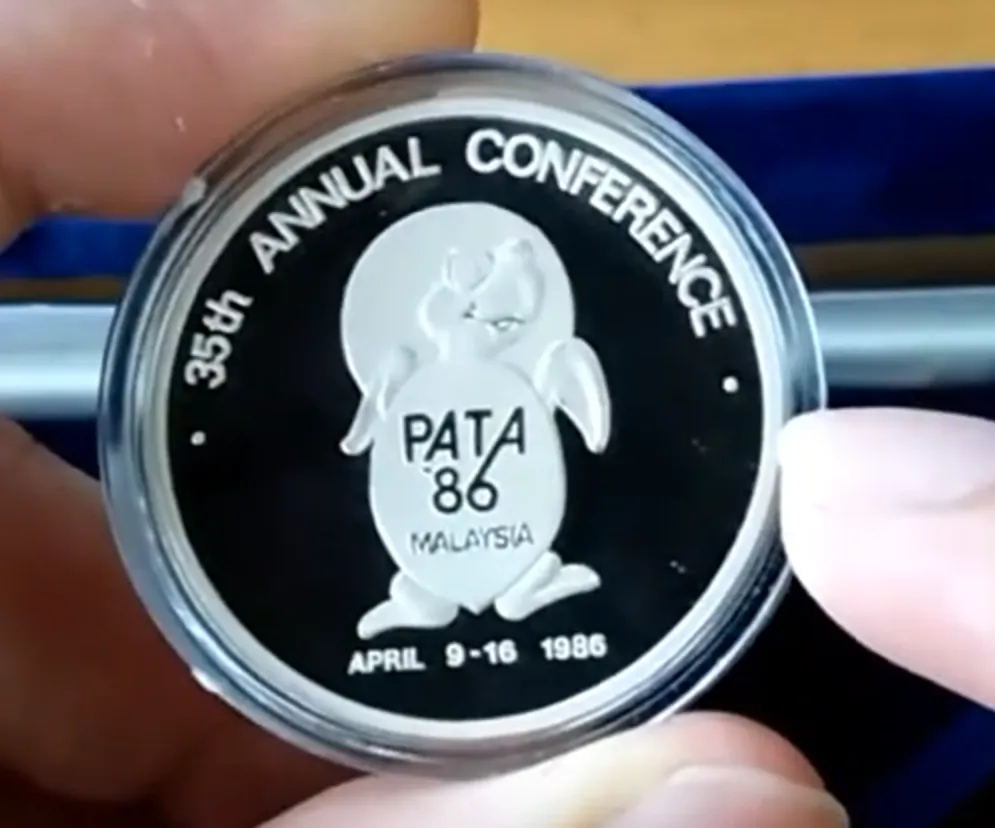 35th ANNUAL CONFERENCE
PATA
'86
MALAYSIA
APRIL 9-16 1986